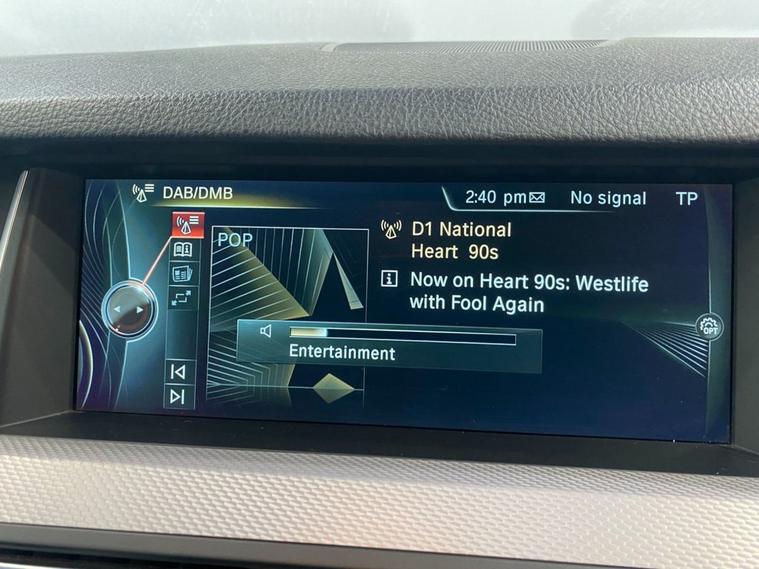 DAB/DMB
2:40 pm
No signal
TP
POP
D1 National
Heart 90s
Now on Heart 90s: Westlife
with Fool Again
OPT
Entertainment